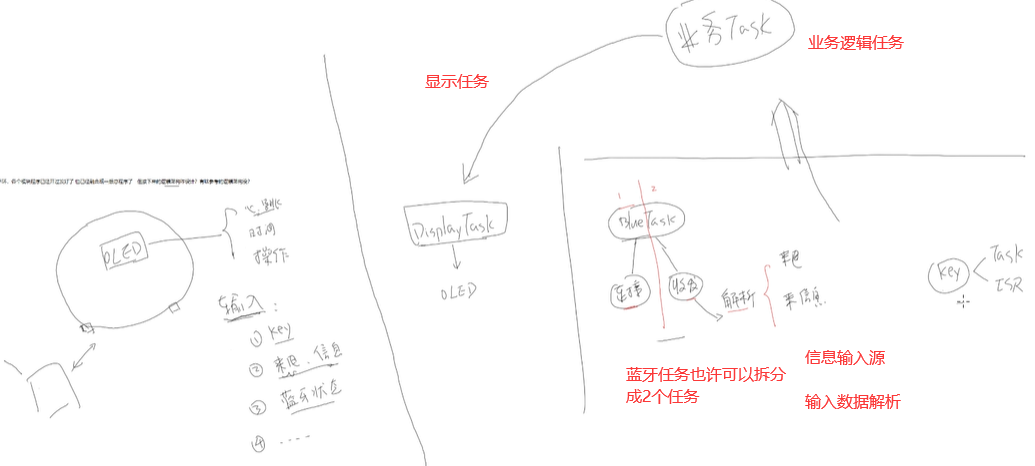 业务Task
业务逻辑任务
显示任务
OLED
心率
时间
操作
输入：
① key
② 来电、信息
③ 蓝牙状态
④ ....
DisplayTask
OLED
1 2
BlueTask
连接
收发
解析
来电
来信息
key
Task
ISR
蓝牙任务也许可以拆分
成2个任务
信息输入源
输入数据解析